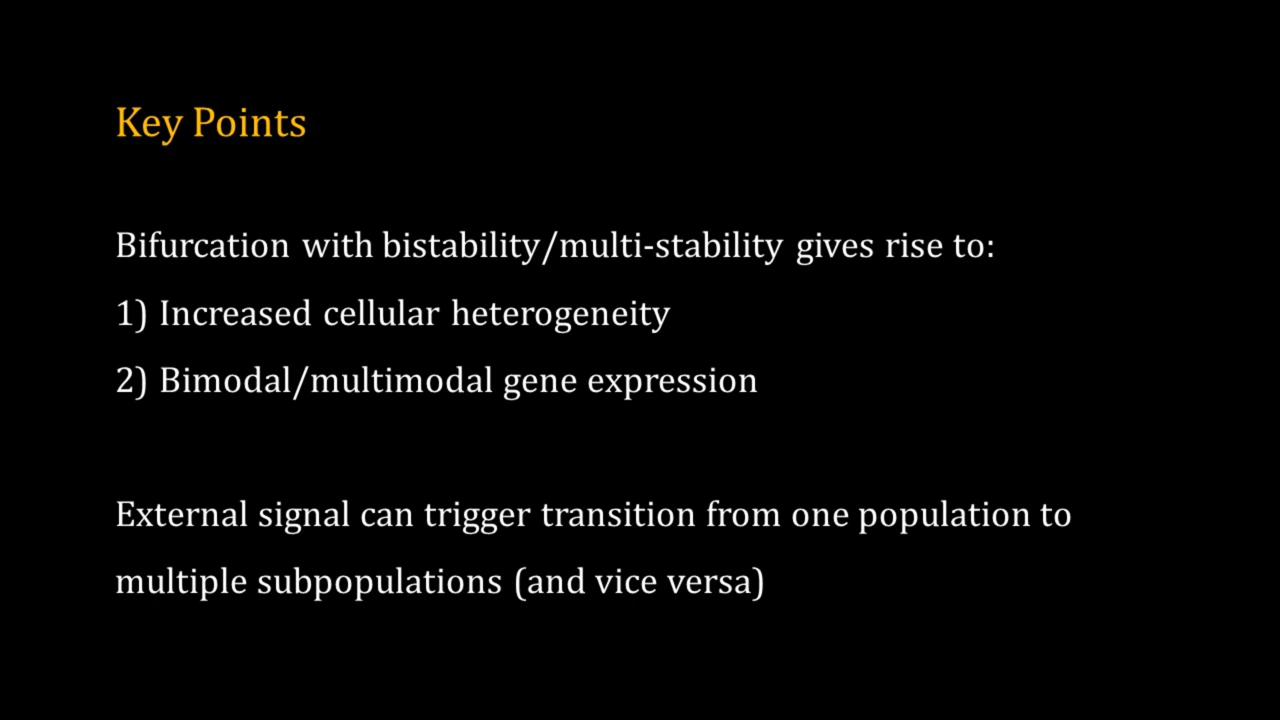 Key Points
Bifurcation with bistability/multi-stability gives rise to:
1) Increased cellular heterogeneity
2) Bimodal/multimodal gene expression
External signal can trigger transition from one population to
multiple subpopulations (and vice versa)